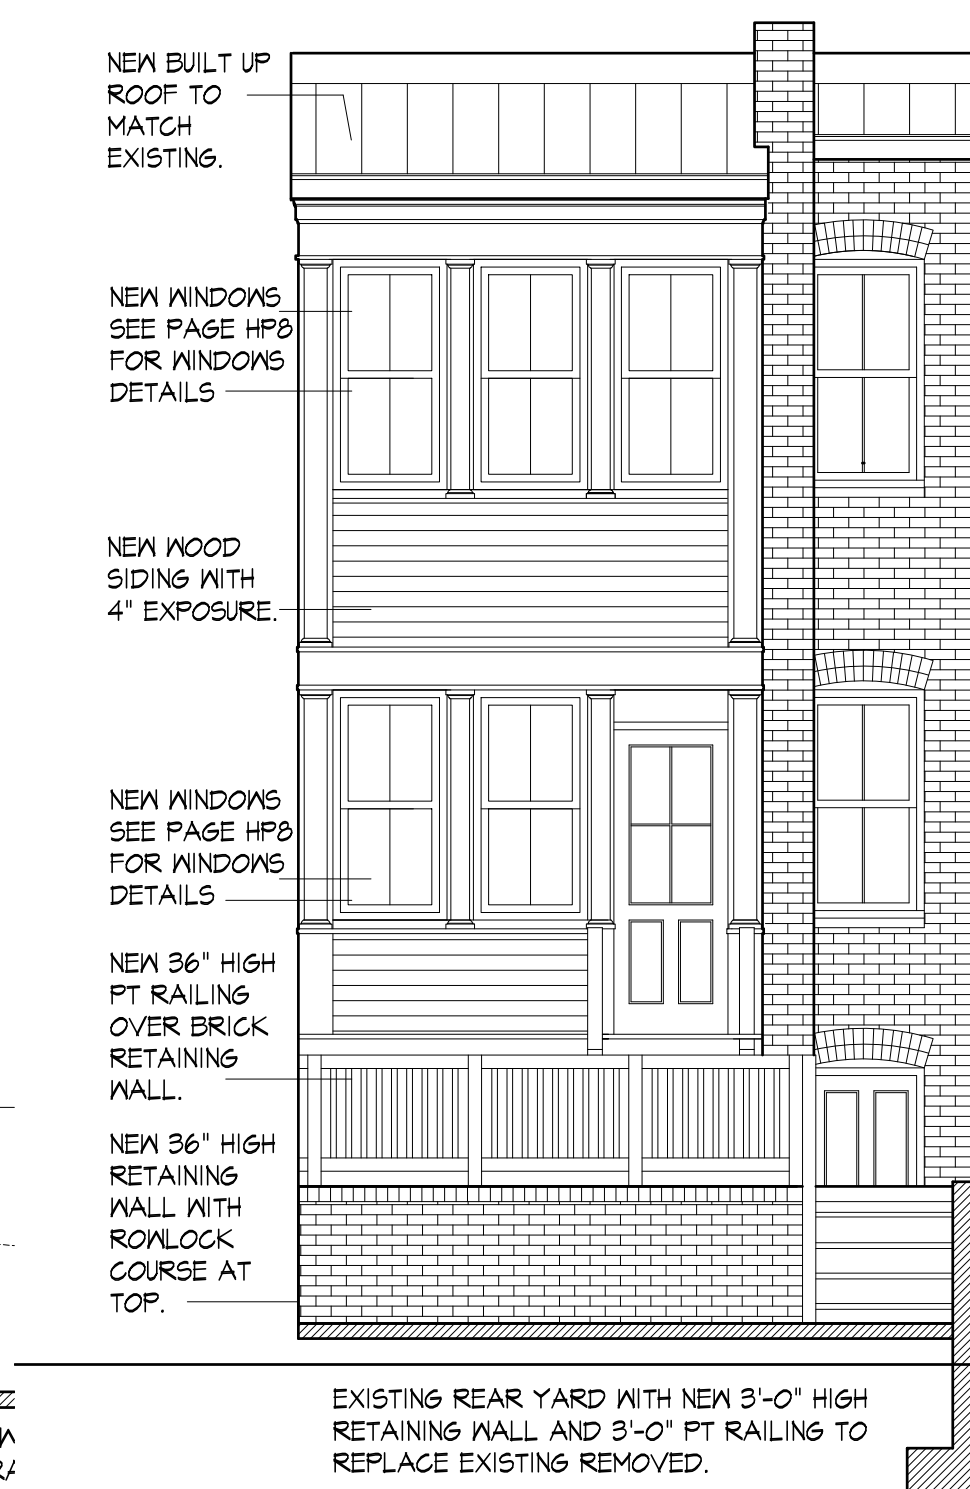 NEW BUILT UP
ROOF TO
MATCH
EXISTING.
NEW WINDOWS
SEE PAGE HP8
FOR WINDOWS
DETAILS
NEW WOOD
SIDING WITH
4" EXPOSURE.
NEW WINDOWS
SEE PAGE HP8
FOR WINDOWS
DETAILS
NEW 36" HIGH
PT RAILING
OVER BRICK
RETAINING
WALL.
NEW 36" HIGH
RETAINING
WALL WITH
ROWLOCK
COURSE AT
TOP.
EXISTING REAR YARD WITH NEW 3'-0" HIGH
RETAINING WALL AND 3'-0" PT RAILING TO
REPLACE EXISTING REMOVED.